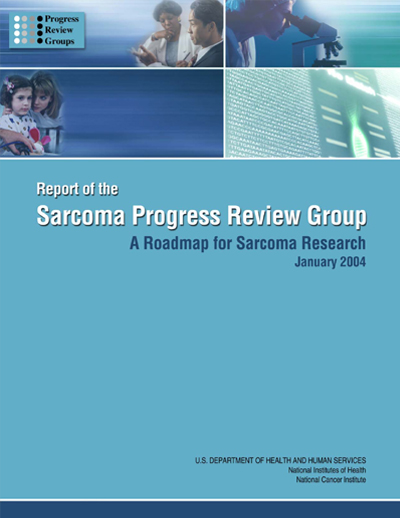 Progress
Review
Groups
Report of the
Sarcoma Progress Review Group
A Roadmap for Sarcoma Research
January 2004
U.S. DEPARTMENT OF HEALTH AND HUMAN SERVICES
National Institutes of Health
National Cancer Institute